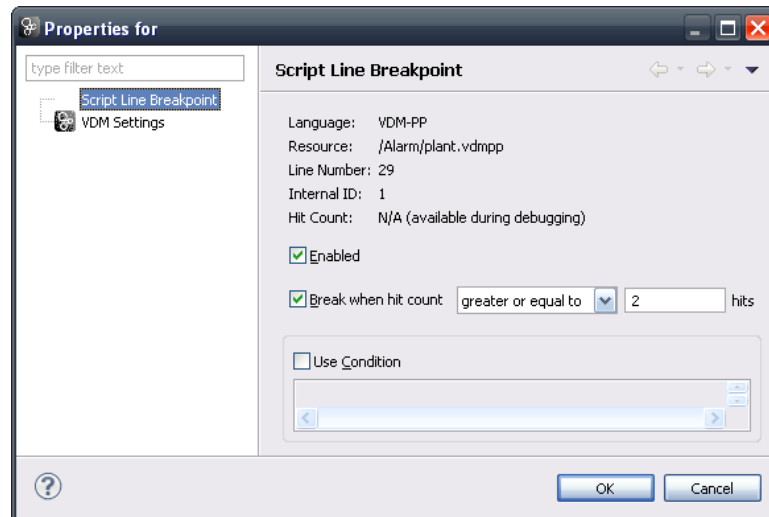 Properties for
type filter text
Script Line Breakpoint
VDM Settings
Script Line Breakpoint
Language: VDM-PP
Resource: /Alarm/plant.vdmpp
Line Number: 29
Internal ID: 1
Hit Count: N/A (available during debugging)
Enabled
Break when hit count greater or equal to 2 hits
Use Condition
OK Cancel